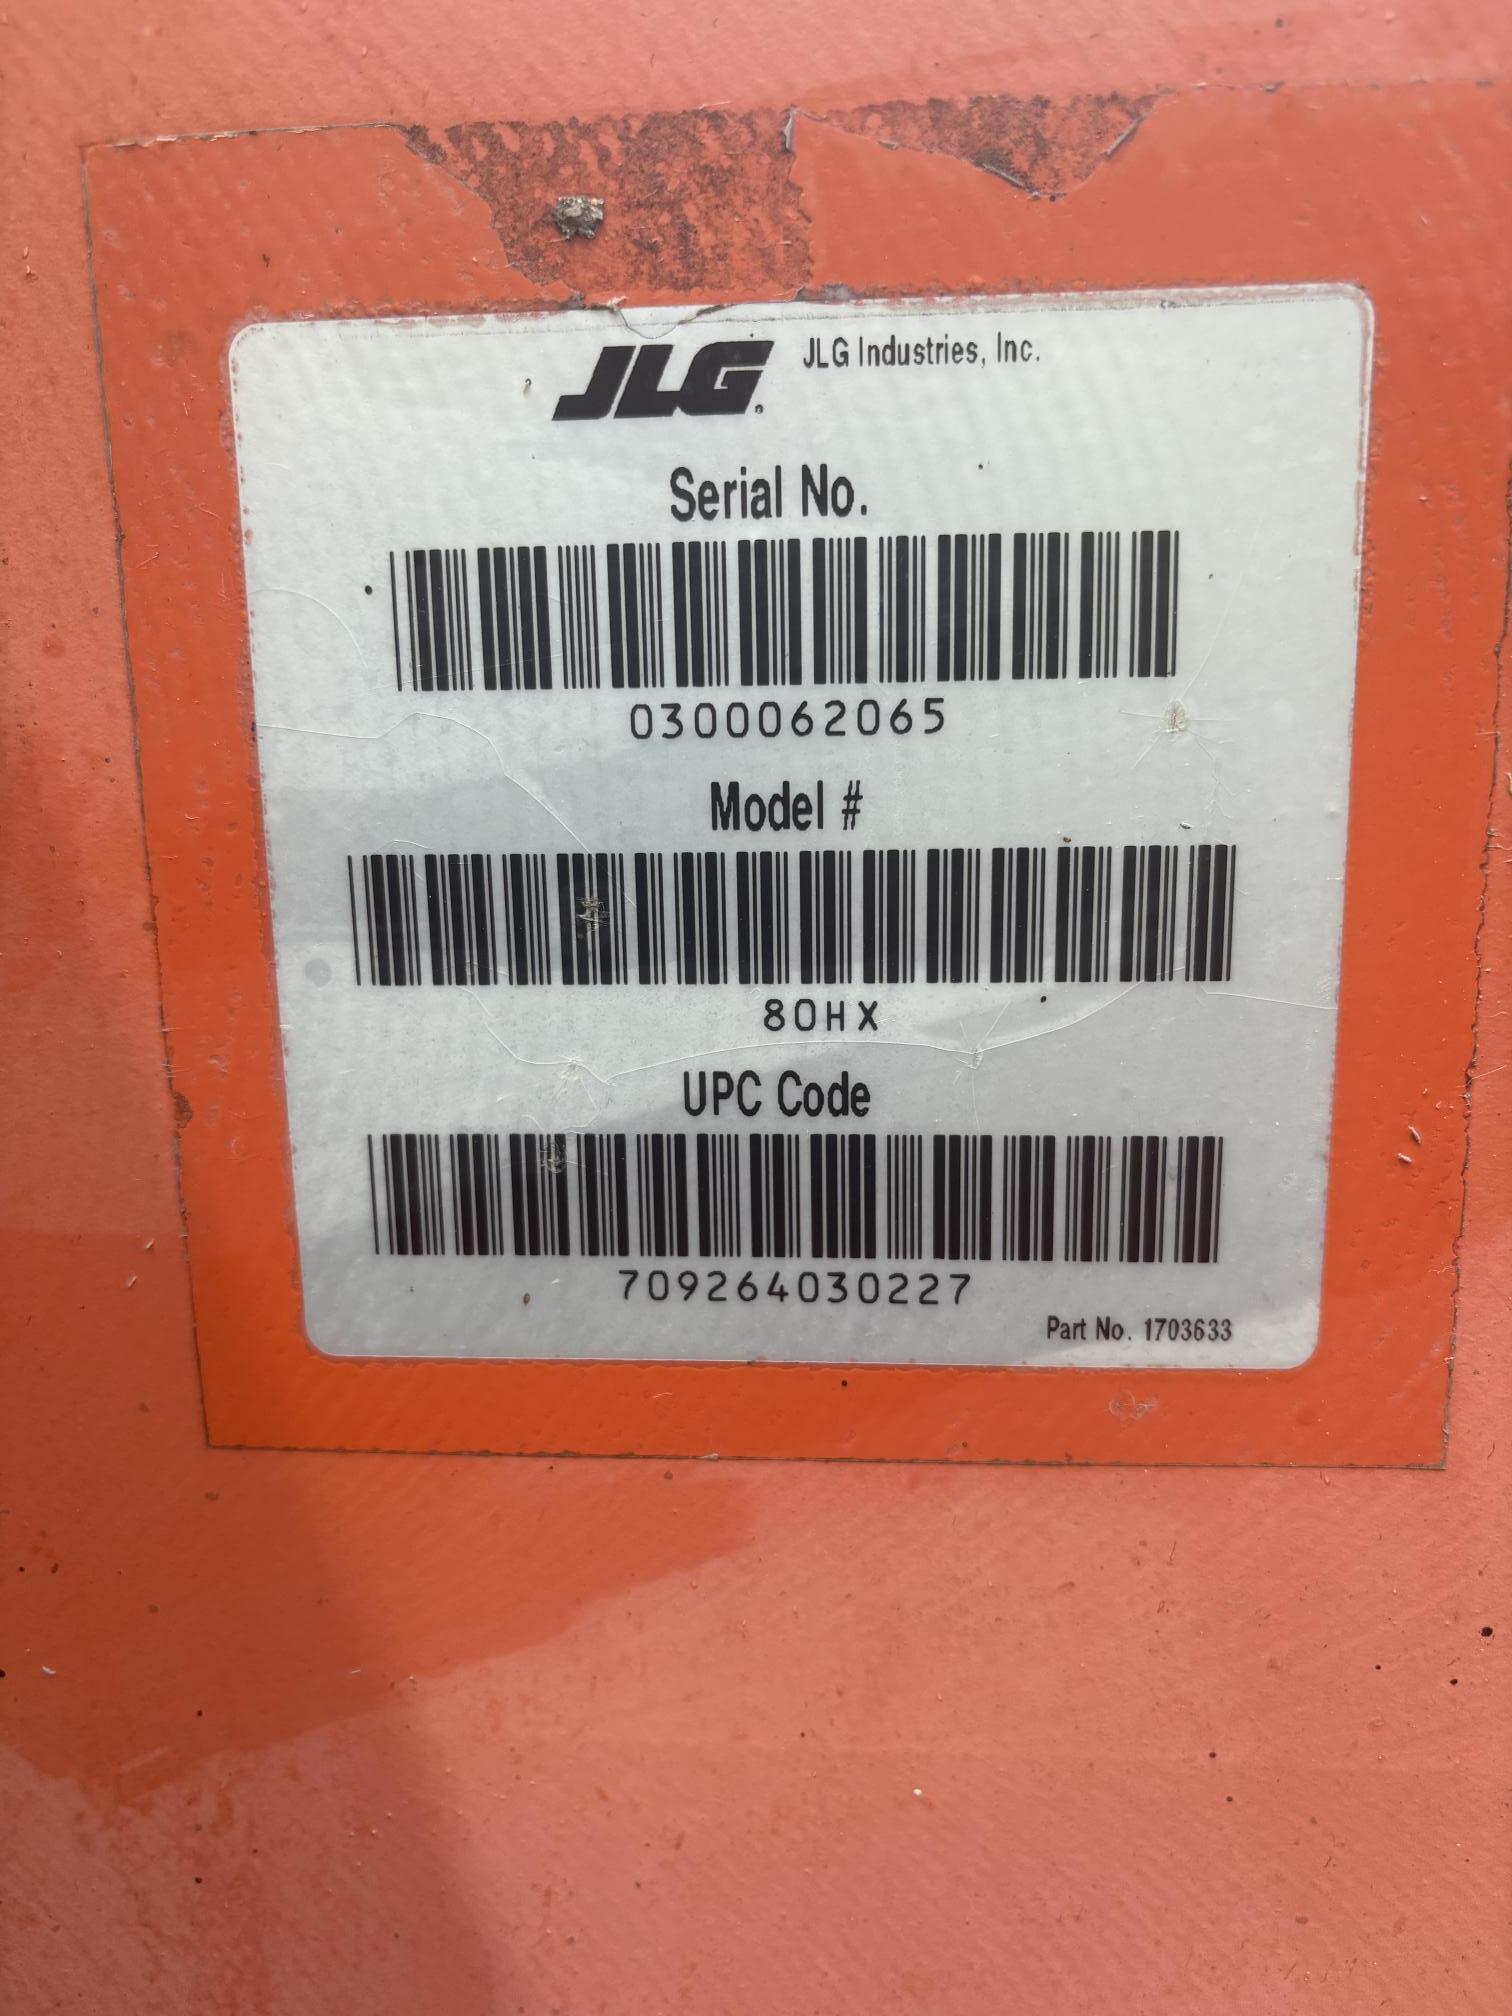 JLG. JLG Industries, Inc.
Serial No.
0300062065
Model #
80HX
UPC Code
709264030227
Part No. 1703633